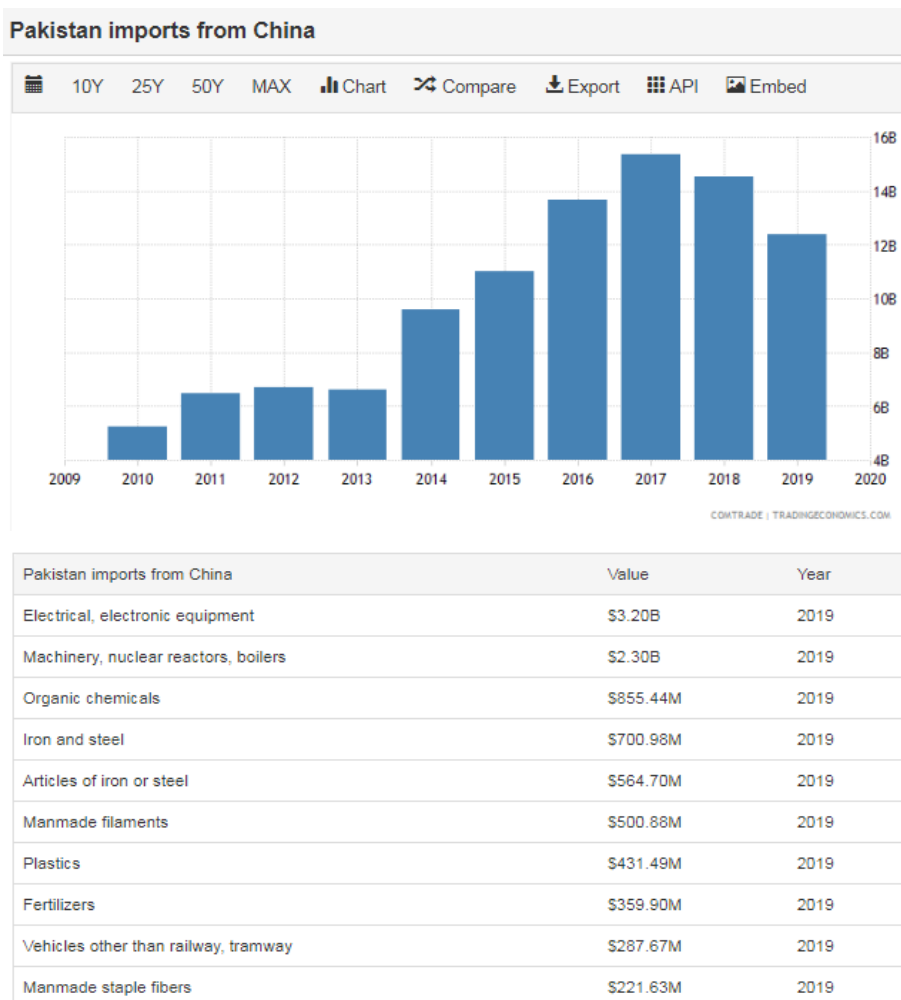 Pakistan imports from China
10Y 25Y 50Y MAX Chart Compare Export API Embed
16B
14B
12B
10B
8B
6B
4B
2009 2010 2011 2012 2013 2014 2015 2016 2017 2018 2019 2020
COMTRADE | TRADINGECONOMICS.COM
Pakistan imports from China Value Year
Electrical, electronic equipment $3.20B 2019
Machinery, nuclear reactors, boilers $2.30B 2019
Organic chemicals $855.44M 2019
Iron and steel $700.98M 2019
Articles of iron or steel $564.70M 2019
Manmade filaments $500.88M 2019
Plastics $431.49M 2019
Fertilizers $359.90M 2019
Vehicles other than railway, tramway $287.67M 2019
Manmade staple fibers $221.63M 2019